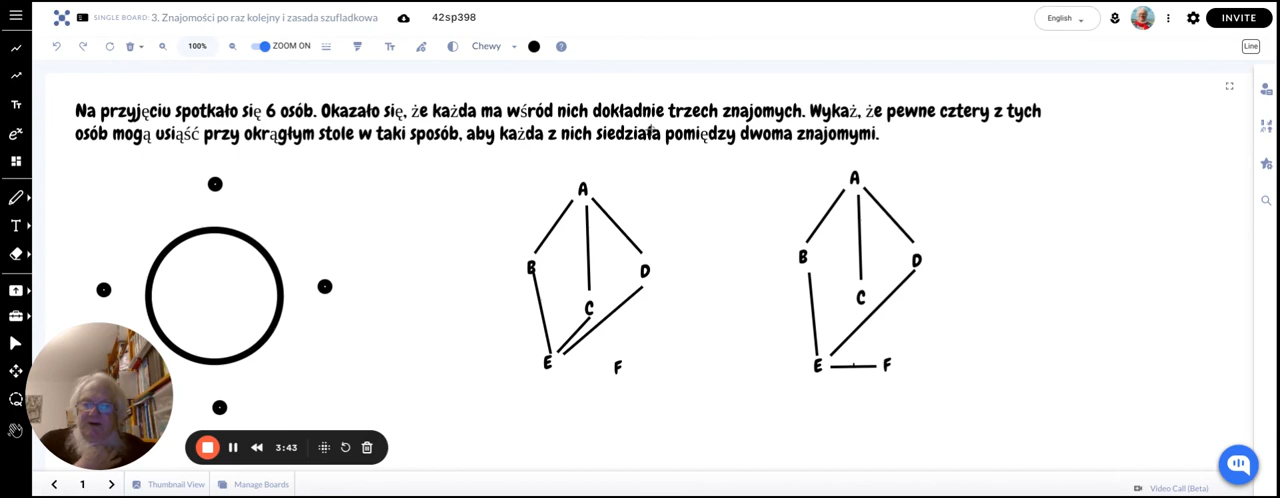 SINGLE BOARD: 3. Znajomości po raz kolejny i zasada szufladkowa
42sp398
English
INVITE
100%
ZOOM ON
Tт
Chewy
Line
Na przyjęciu spotkało się 6 osób. Okazało się, że każda ma wśród nich dokładnie trzech znajomych. Wykaż, że pewne cztery z tych
osób mogą usiąść przy okrągłym stole w taki sposób, aby każda z nich siedziała pomiędzy dwoma znajomymi.
A
A
B
D
B
D
C
C
E
F
E
F
3:43
1
Thumbnail View
Manage Boards
Video Call (Beta)